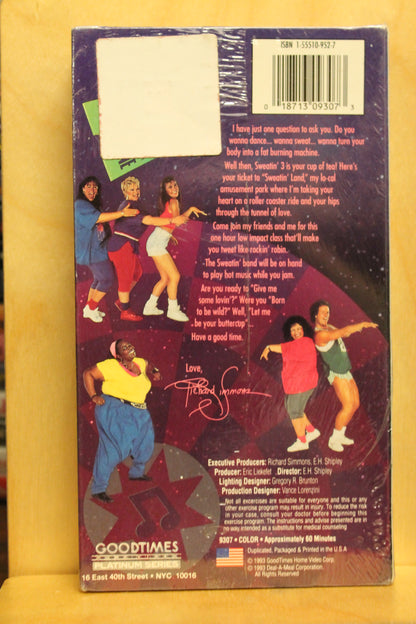 ISBN 1-55510-952-7
0 18713 09307 3
I have just one question to ask you. Do you
wanna dance... wanna sweat... wanna turn your
body into a fat burning machine.
Well then, Sweatin' 3 is your cup of tea! Here's
your ticket to "Sweatin' Land," my lo-cal
amusement park where I'm taking your
heart on a roller coaster ride and your hips
through the tunnel of love.
Come join my friends and me for this
one hour low impact class that'll make
you tweet like rockin' robin.
The Sweatin' band will be on hand
to play hot music while you jam.
Are you ready to "Give me
some lovin'"? Were you "Born
to be wild? Well, "Let me
be your buttercup"...
Have a good time.
Love,
Richard Simmons
Executive Producers: Richard Simmons, E.H. Shipley
Producer: Eric Liekefet Director: E.H. Shipley
Lighting Designer: Gregory R. Brunton
Production Designer: Vance Lorenzini
Not all exercises are suitable for everyone and this or any
other exercise program may result in injury. To reduce the risk
in your case, consult your doctor before beginning this
exercise program. The instructions and advise presented are in
no way intended as a substitute for medical counseling
9307 • COLOR • Approximately 60 Minutes
Duplicated, Packaged & Printed in the U.S.A
© 1993 GoodTimes Home Video Corp.
© 1993 Deal-A-Meal Corporation.
All Rights Reserved
GOODTIMES
PLATINUM SERIES
16 East 40th Street • NYC 10016